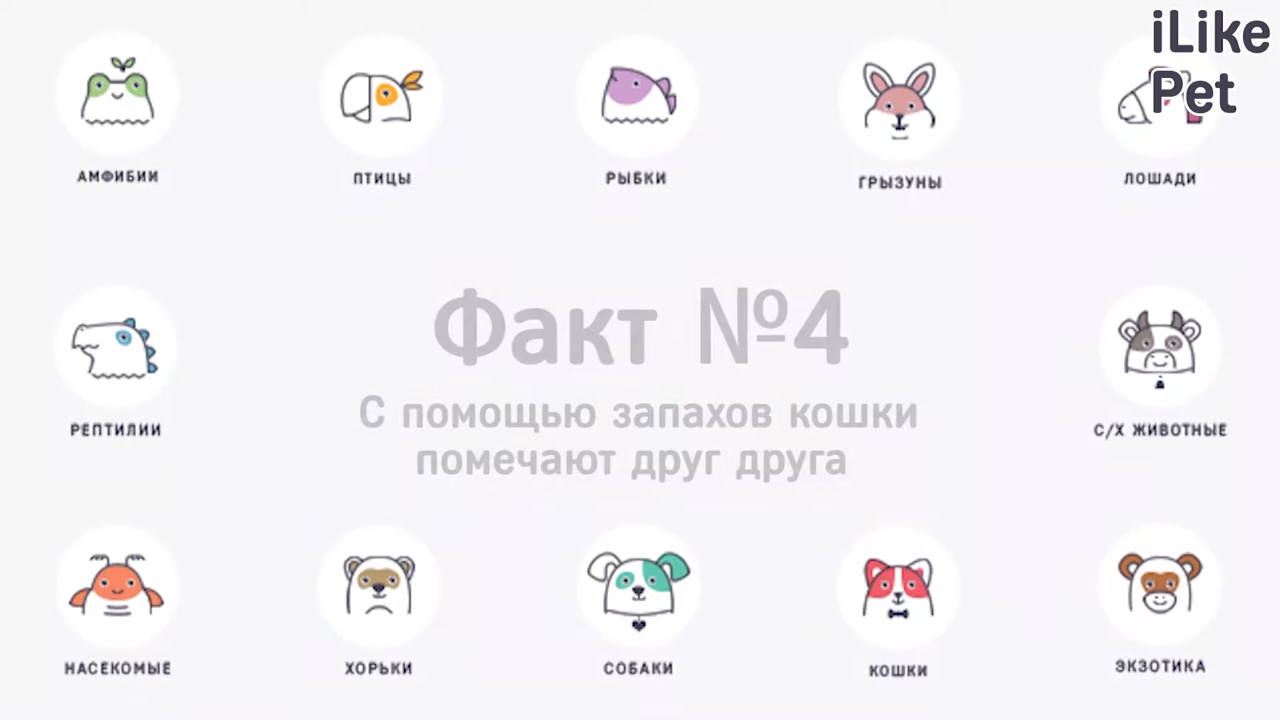 iLike
Pet
АМФИБИИ
ПТИЦЫ
РЫБКИ
ГРЫЗУНЫ
ЛОШАДИ
Факт №4
С помощью запахов кошки
помечают друг друга
РЕПТИЛИИ
С/Х ЖИВОТНЫЕ
НАСЕКОМЫЕ
ХОРЬКИ
СОБАКИ
КОШКИ
ЭКЗОТИКА